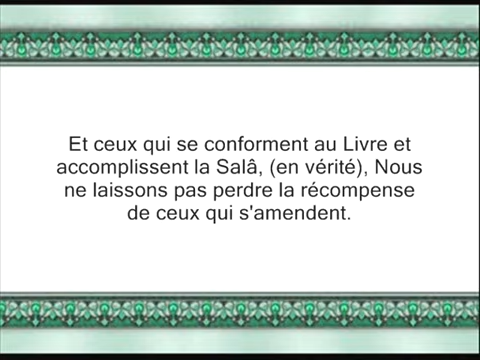 Et ceux qui se conforment au Livre et
accomplissent la Salâ, (en vérité), Nous
ne laissons pas perdre la récompense
de ceux qui s'amendent.